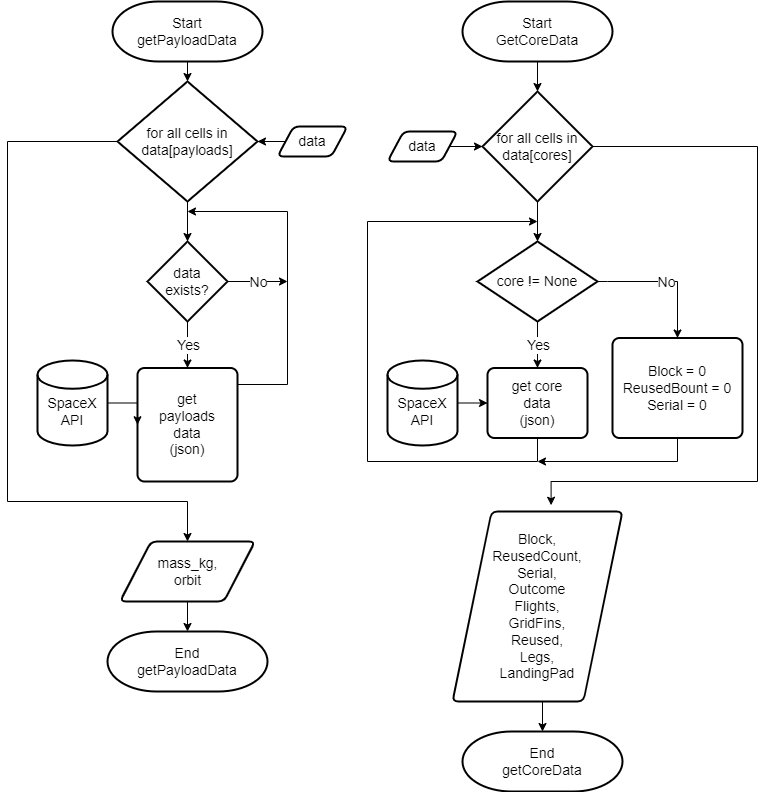 Start
getPayloadData
for all cells in
data[payloads]
data
data
exists?
No
Yes
SpaceX
API
get
payloads
data
(json)
mass_kg,
orbit
End
getPayloadData
Start
GetCoreData
data
for all cells in
data[cores]
core != None
No
Yes
SpaceX
API
get core
data
(json)
Block = 0
ReusedBount = 0
Serial = 0
Block,
ReusedCount,
Serial,
Outcome
Flights,
GridFins,
Reused,
Legs,
LandingPad
End
getCoreData